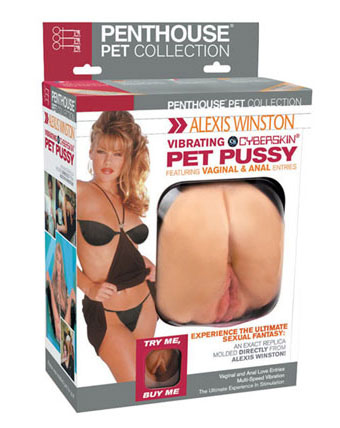 PENTHOUSE®
PET COLLECTION
PENTHOUSE PET COLLECTION
ALEXIS WINSTON
VIBRATING CS CYBERSKIN®
PET PUSSY
FEATURING VAGINAL & ANAL ENTRIES
EXPERIENCE THE ULTIMATE
SEXUAL FANTASY:
AN EXACT REPLICA
MOLDED DIRECTLY FROM
ALEXIS WINSTON!
TRY ME,
BUY ME
Vaginal and Anal Love Entries
Multi-Speed Vibration
The Ultimate Experience In Stimulation